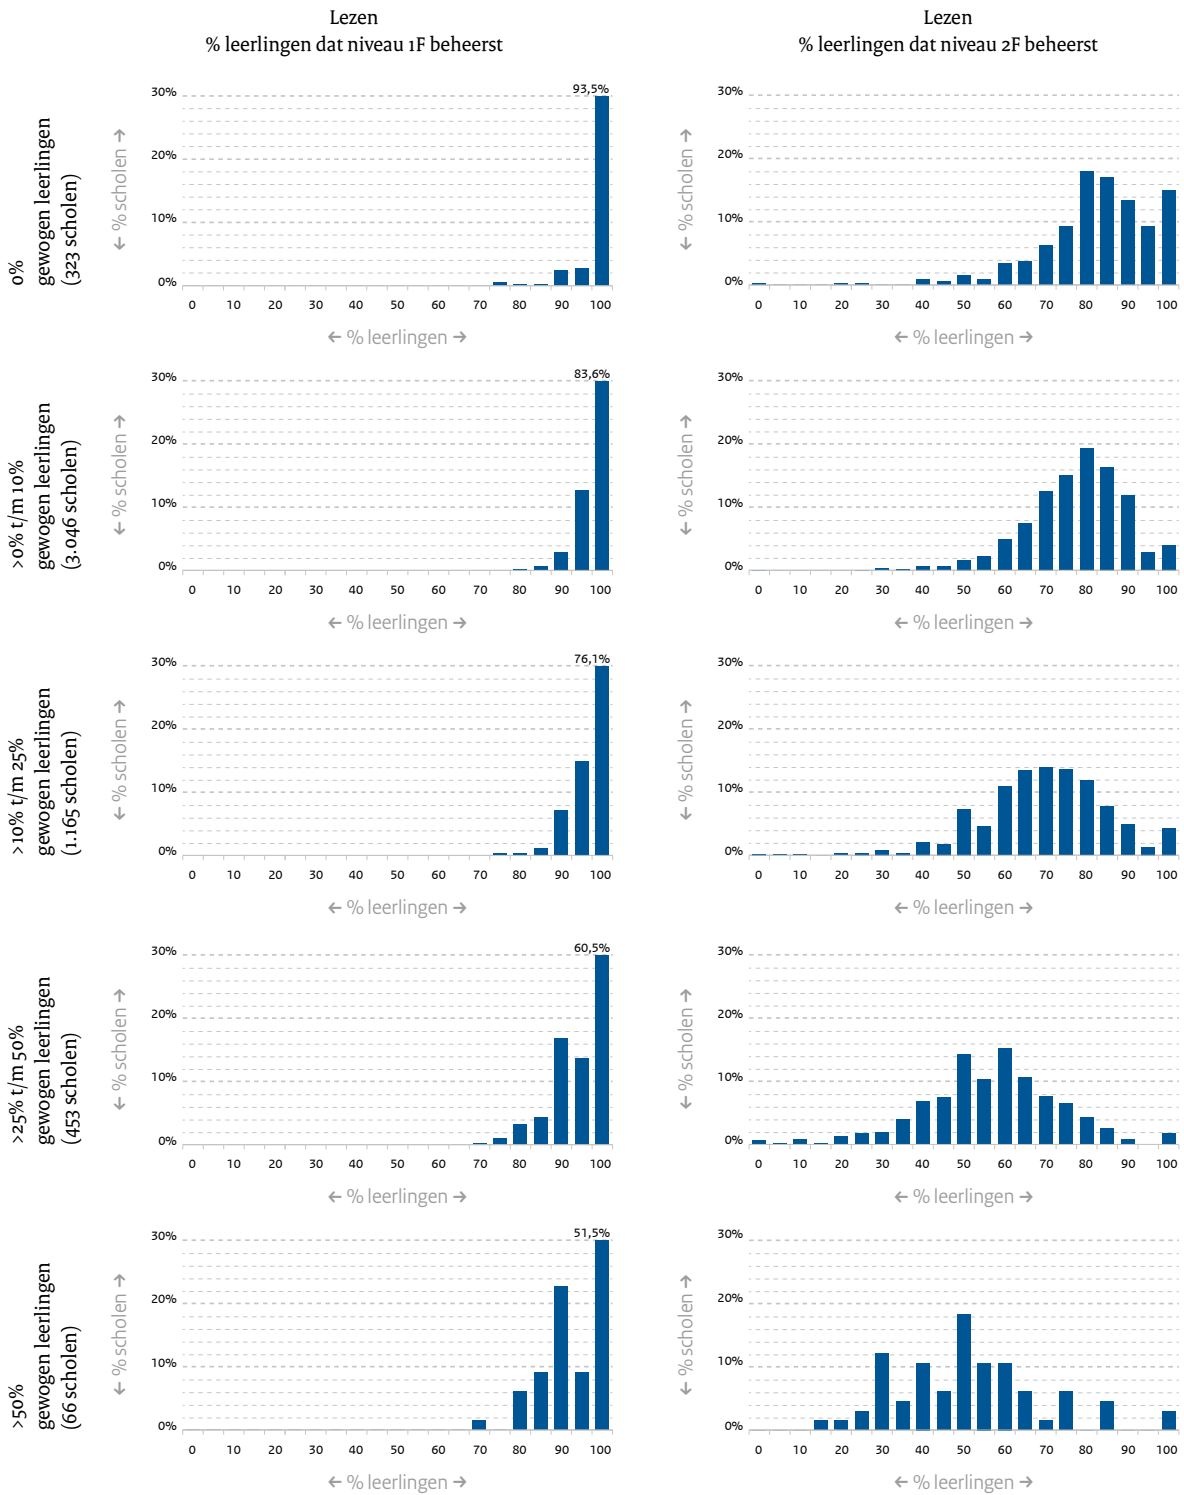 Lezen
% leerlingen dat niveau 1F beheerst
Lezen
% leerlingen dat niveau 2F beheerst
0%
gewogen leerlingen
(323 scholen)
← % scholen →
30%
20%
10%
0%
93,5%
0 10 20 30 40 50 60 70 80 90 100
← % leerlingen →
← % scholen →
30%
20%
10%
0%
0 10 20 30 40 50 60 70 80 90 100
← % leerlingen →
>0% t/m 10%
gewogen leerlingen
(3.046 scholen)
← % scholen →
30%
20%
10%
0%
83,6%
0 10 20 30 40 50 60 70 80 90 100
← % leerlingen →
← % scholen →
30%
20%
10%
0%
0 10 20 30 40 50 60 70 80 90 100
← % leerlingen →
>10% t/m 25%
gewogen leerlingen
(1.165 scholen)
← % scholen →
30%
20%
10%
0%
76,1%
0 10 20 30 40 50 60 70 80 90 100
← % leerlingen →
← % scholen →
30%
20%
10%
0%
0 10 20 30 40 50 60 70 80 90 100
← % leerlingen →
>25% t/m 50%
gewogen leerlingen
(453 scholen)
← % scholen →
30%
20%
10%
0%
60,5%
0 10 20 30 40 50 60 70 80 90 100
← % leerlingen →
← % scholen →
30%
20%
10%
0%
0 10 20 30 40 50 60 70 80 90 100
← % leerlingen →
>50%
gewogen leerlingen
(66 scholen)
← % scholen →
30%
20%
10%
0%
51,5%
0 10 20 30 40 50 60 70 80 90 100
← % leerlingen →
← % scholen →
30%
20%
10%
0%
0 10 20 30 40 50 60 70 80 90 100
← % leerlingen →